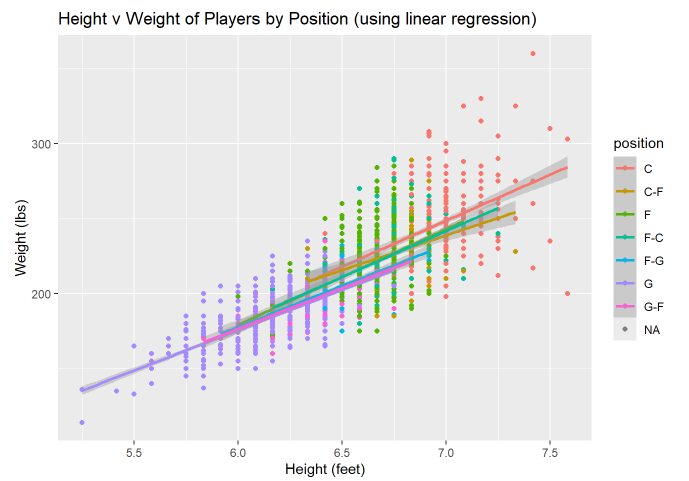 Height v Weight of Players by Position (using linear regression)
Weight (lbs)
300
200
5.5
6.0
6.5
7.0
7.5
Height (feet)
position
C
C-F
F
F-C
F-G
G
G-F
NA